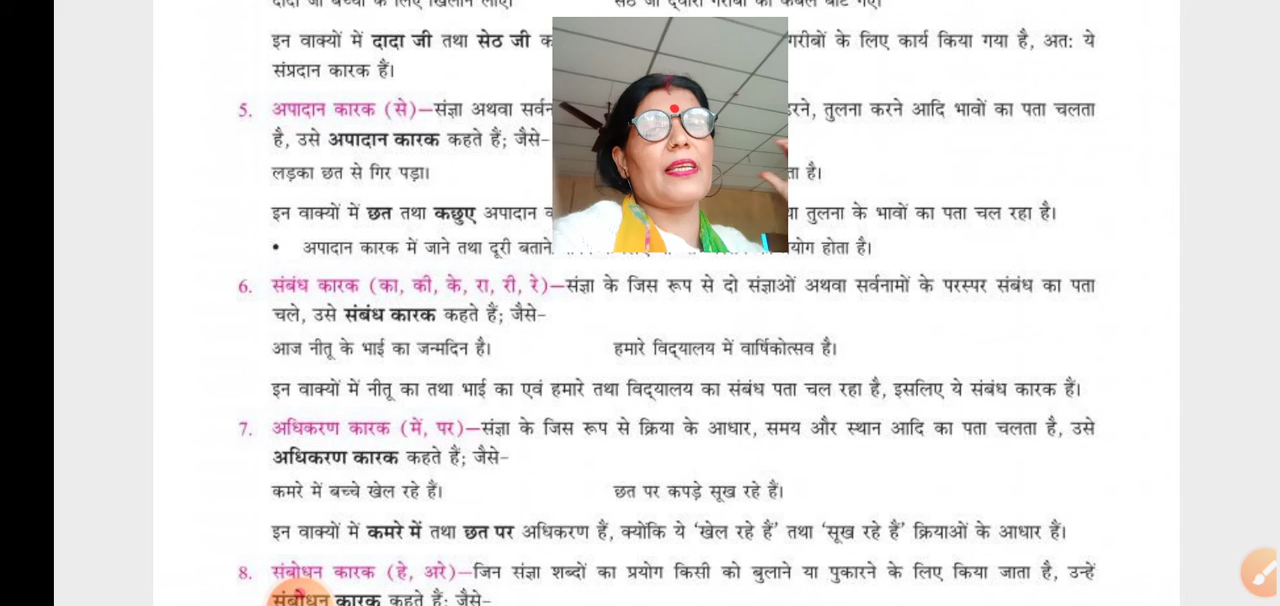 इन वाक्यों में दादा जी तथा सेठ जी गरीबों के लिए कार्य किया गया है, अतः ये
संप्रदान कारक हैं।
5. अपादान कारक (से)—संज्ञा अथवा तुलना करने आदि भावों का पता चलता
है, उसे अपादान कारक कहते हैं; जैसे–
लड़का छत से गिर पड़ा। है।
इन वाक्यों में छत तथा कछुए अपादान तुलना के भावों का पता चल रहा है।
• अपादान कारक में जाने तथा दूरी होता है।
6. संबंध कारक (का, की, के, रा, री, रे)—संज्ञा के जिस रूप से दो संज्ञाओं अथवा सर्वनामों के परस्पर संबंध का पता
चले, उसे संबंध कारक कहते हैं; जैसे–
आज नीतू के भाई का जन्मदिन है। हमारे विद्यालय में वार्षिकोत्सव है।
इन वाक्यों में नीतू का तथा भाई का एवं हमारे तथा विद्यालय का संबंध पता चल रहा है, इसलिए ये संबंध कारक हैं।
7. अधिकरण कारक (में, पर)—संज्ञा के जिस रूप से क्रिया के आधार, समय और स्थान आदि का पता चलता है, उसे
अधिकरण कारक कहते हैं; जैसे–
कमरे में बच्चे खेल रहे हैं। छत पर कपड़े सूख रहे हैं।
इन वाक्यों में कमरे में तथा छत पर अधिकरण हैं, क्योंकि ये ‘खेल रहे हैं’ तथा ‘सूख रहे हैं’ क्रियाओं के आधार हैं।
8. संबोधन कारक (हे, अरे)—जिन संज्ञा शब्दों का प्रयोग किसी को बुलाने या पुकारने के लिए किया जाता है, उन्हें
संबोधन कारक कहते हैं; जैसे–